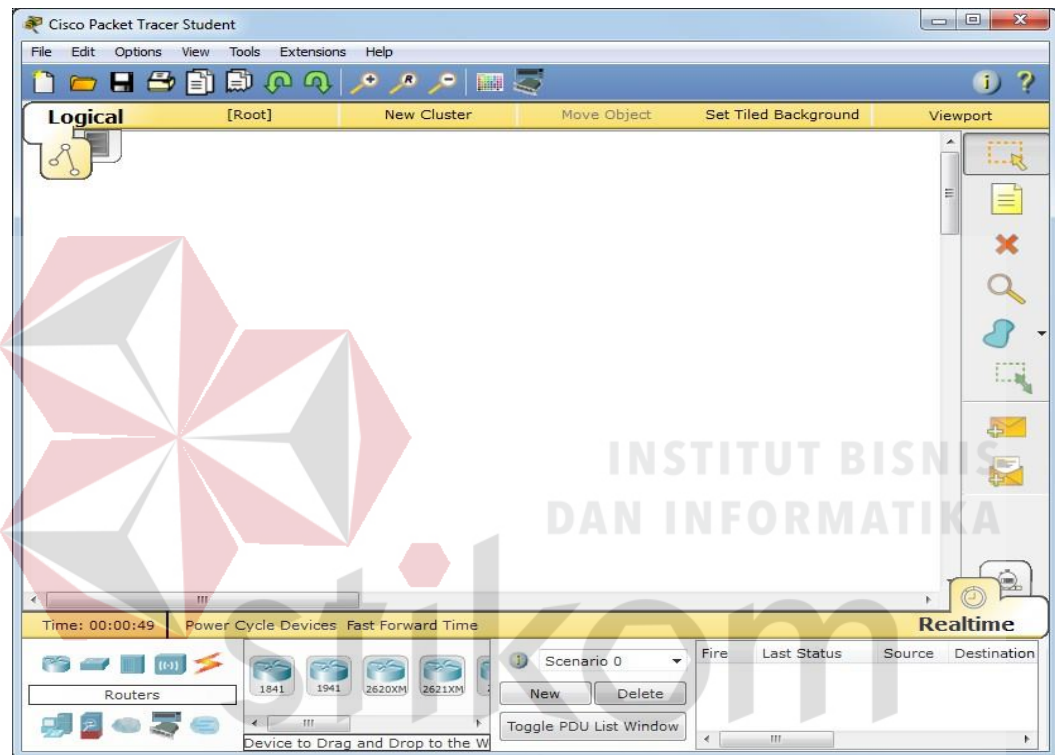 Cisco Packet Tracer Student
File Edit Options View Tools Extensions Help
Logical [Root] New Cluster Move Object Set Tiled Background Viewport
INSTITUT BISNIS
DAN INFORMATIKA
stikom
Time: 00:00:49 Power Cycle Devices Fast Forward Time Realtime
Routers
1841 1941 2620XM 2621XM
Device to Drag and Drop to the W
Scenario 0
New Delete
Toggle PDU List Window
Fire Last Status Source Destination